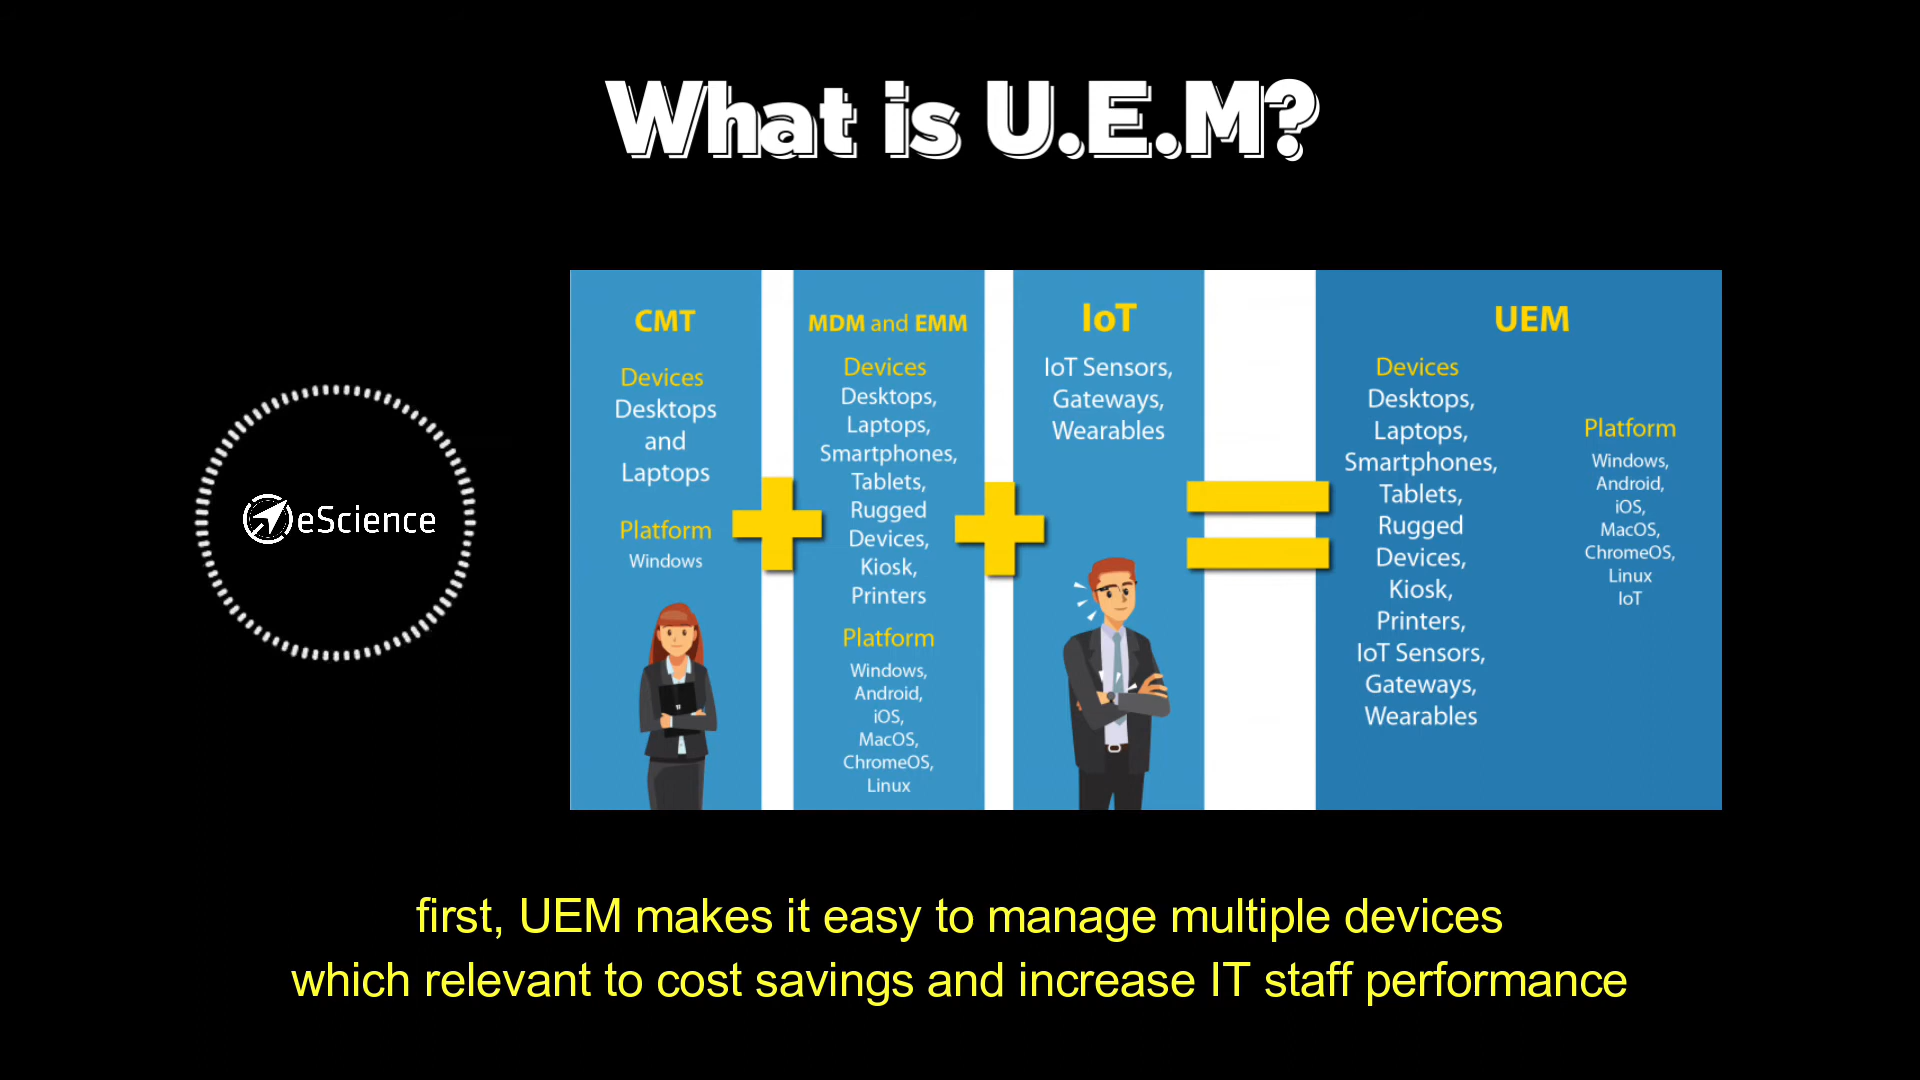 What is U.E.M?
eScience
CMT
Devices
Desktops
and
Laptops
Platform
Windows
MDM and EMM
Devices
Desktops,
Laptops,
Smartphones,
Tablets,
Rugged
Devices,
Kiosk,
Printers
Platform
Windows,
Android,
iOS,
MacOS,
ChromeOS,
Linux
IoT
IoT Sensors,
Gateways,
Wearables
UEM
Devices
Desktops,
Laptops,
Smartphones,
Tablets,
Rugged
Devices,
Kiosk,
Printers,
IoT Sensors,
Gateways,
Wearables
Platform
Windows,
Android,
iOS,
MacOS,
ChromeOS,
Linux
IoT
first, UEM makes it easy to manage multiple devices
which relevant to cost savings and increase IT staff performance